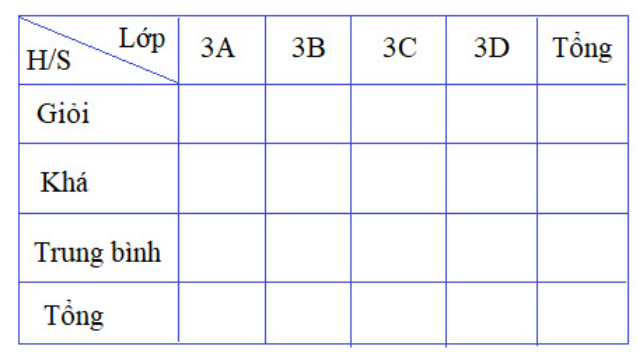 Lớp
H/S
3A 3B 3C 3D Tổng
Giỏi
Khá
Trung bình
Tổng